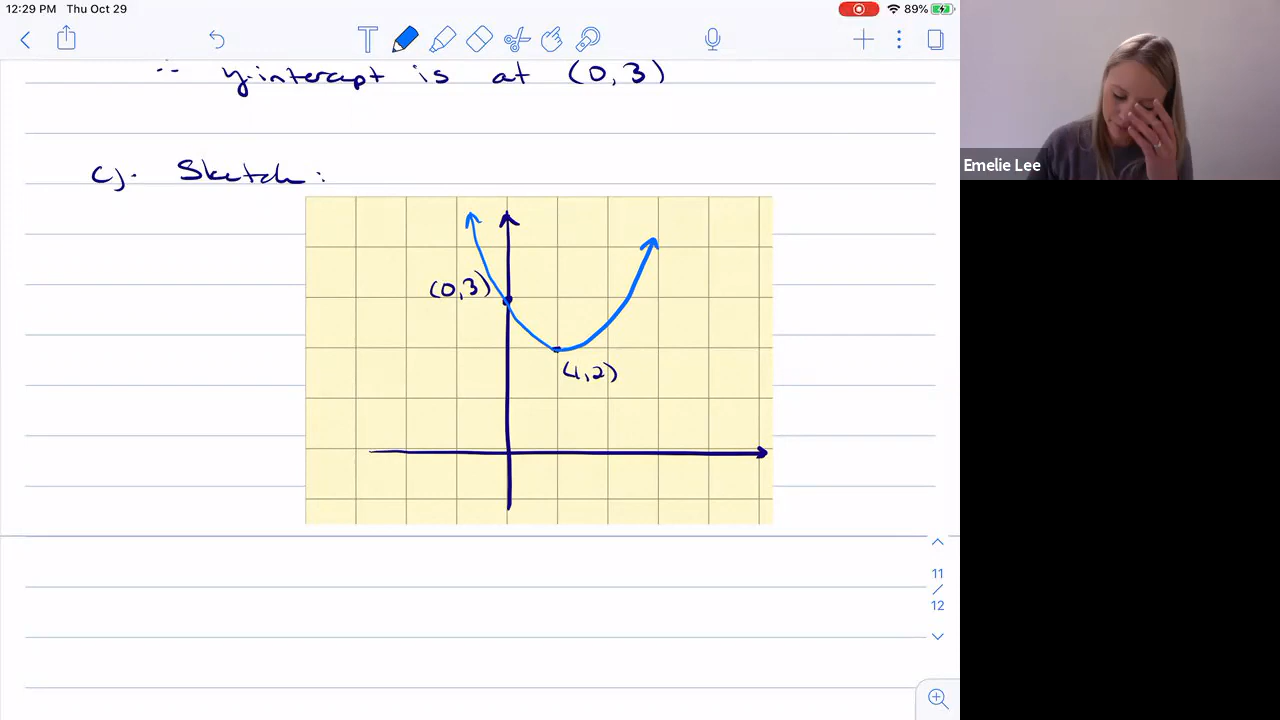 12:29 PM Thu Oct 29
89%
∴ y-intercept is at (0,3)
c). Sketch:
(0,3)
(1,2)
11
/
12
Emelie Lee